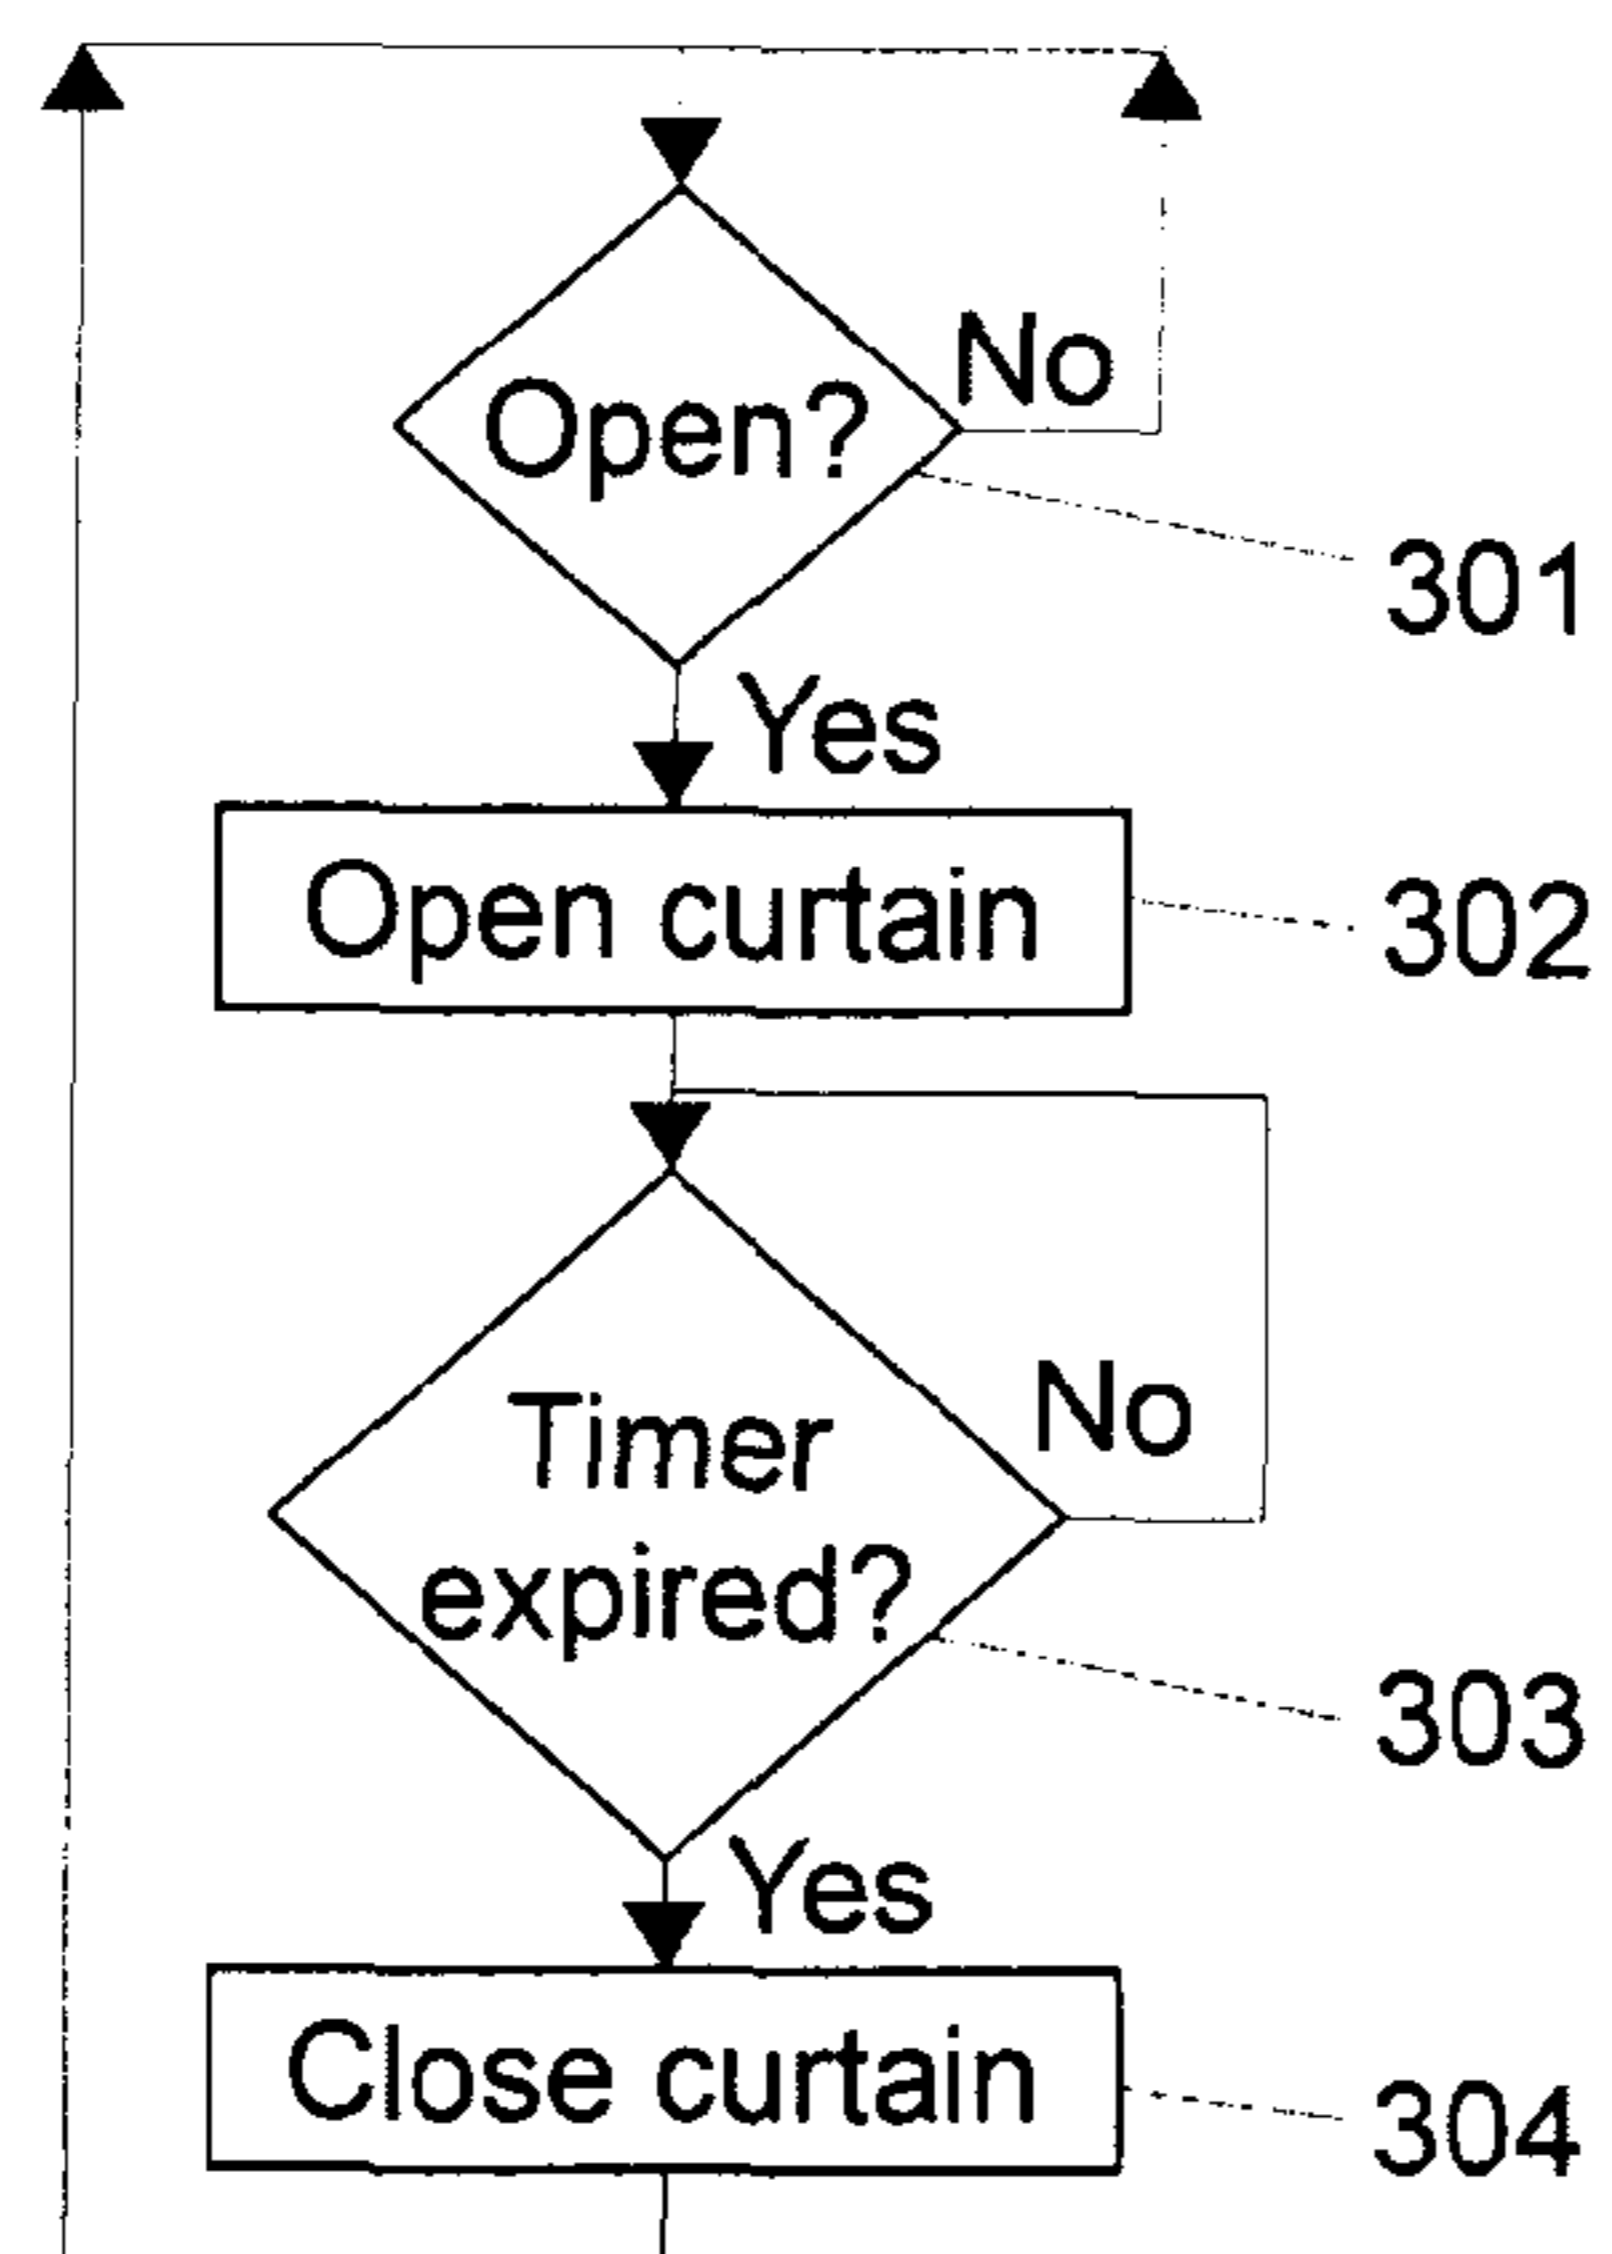 No
Open?
301
Yes
Open curtain
302
No
Timer
expired?
303
Yes
Close curtain
304